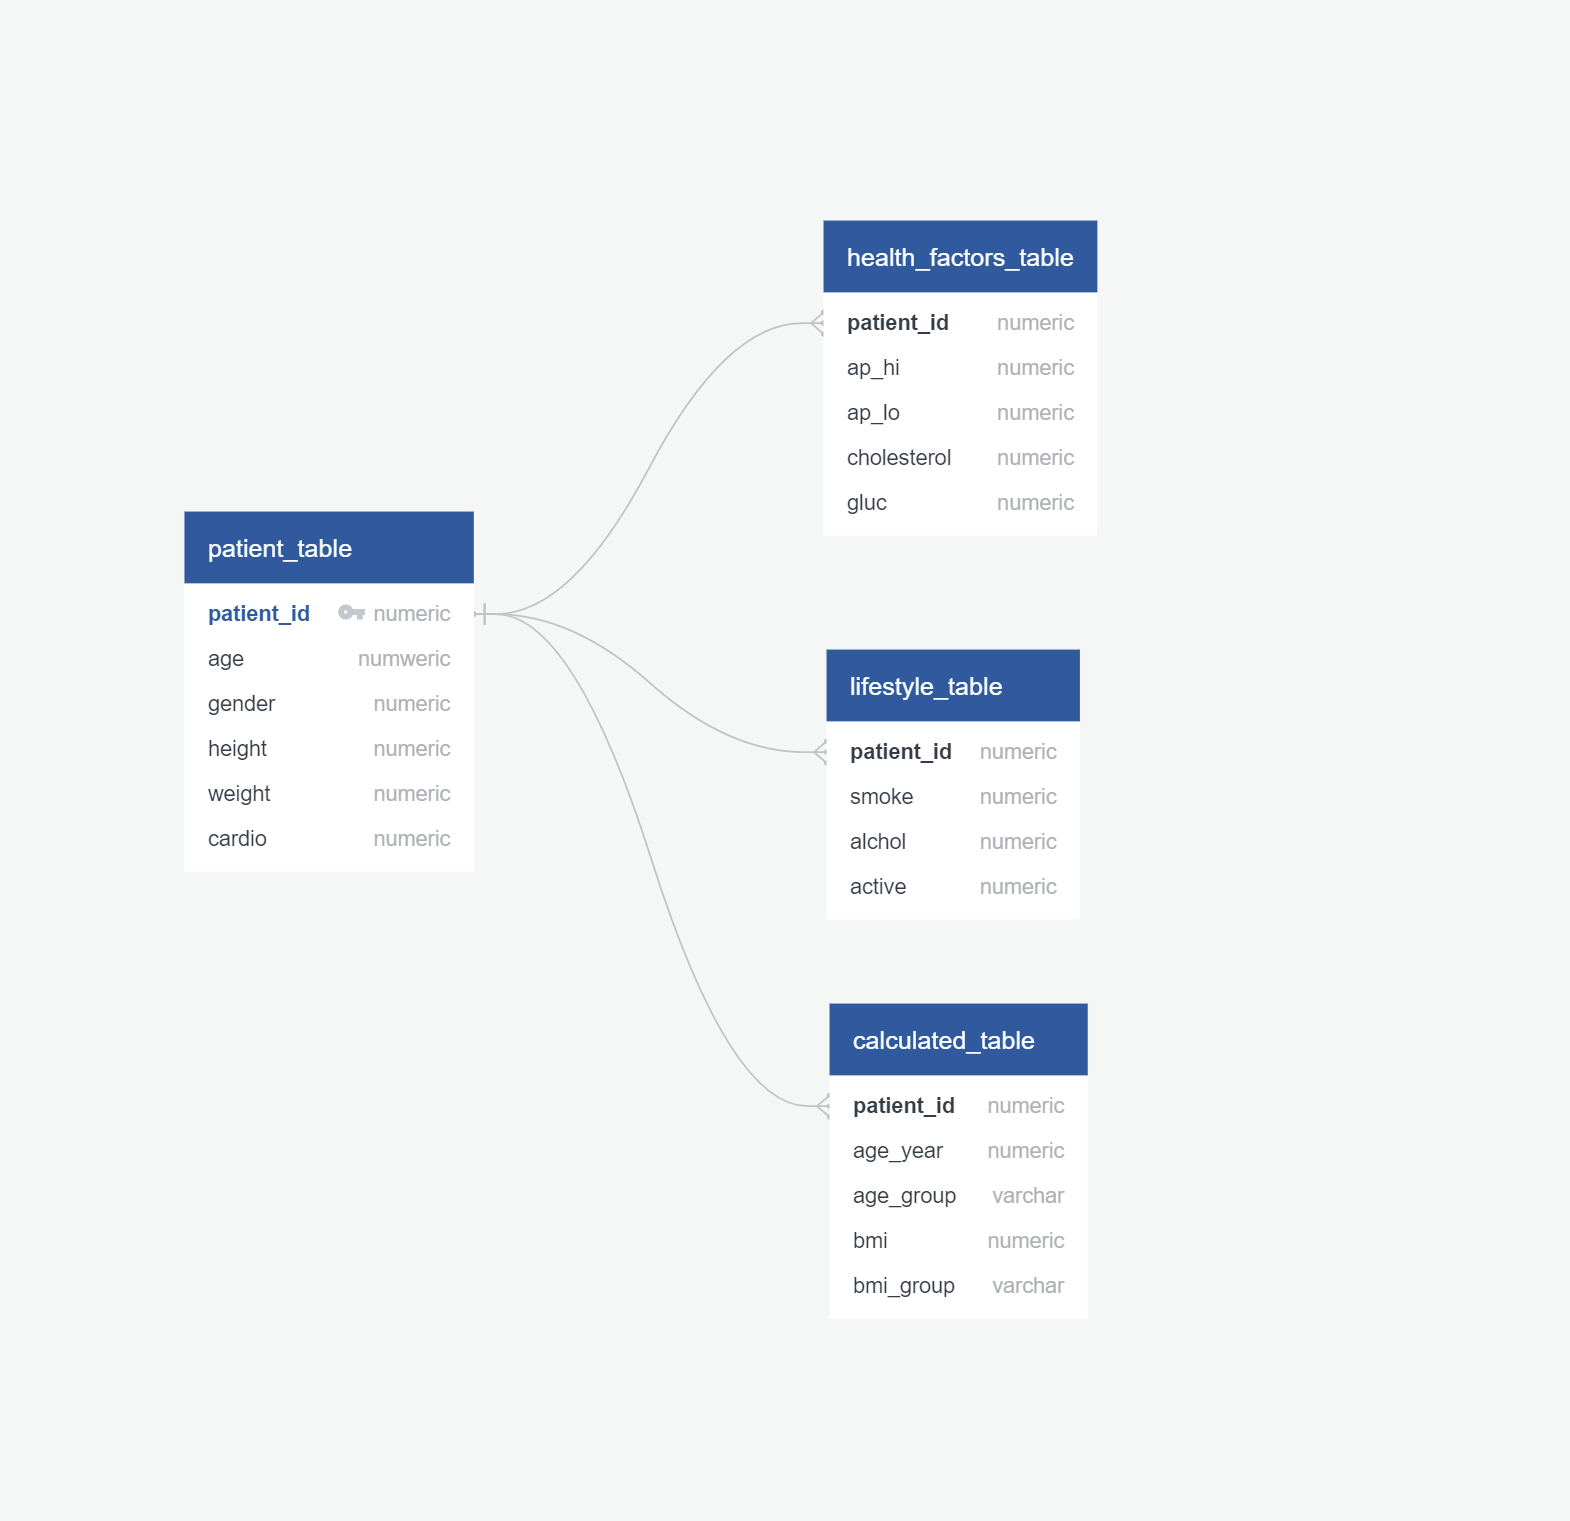 patient_table
patient_id numeric
age numweric
gender numeric
height numeric
weight numeric
cardio numeric
health_factors_table
patient_id numeric
ap_hi numeric
ap_lo numeric
cholesterol numeric
gluc numeric
lifestyle_table
patient_id numeric
smoke numeric
alchol numeric
active numeric
calculated_table
patient_id numeric
age_year numeric
age_group varchar
bmi numeric
bmi_group varchar